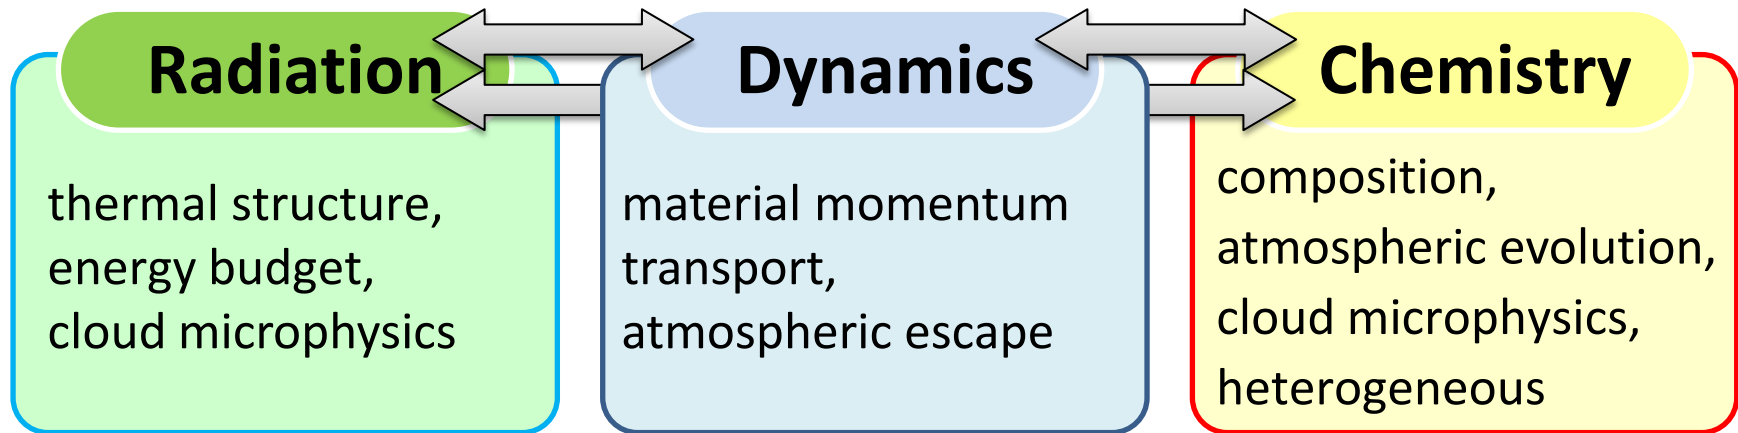 Radiation
thermal structure,
energy budget,
cloud microphysics
Dynamics
material momentum
transport,
atmospheric escape
Chemistry
composition,
atmospheric evolution,
cloud microphysics,
heterogeneous